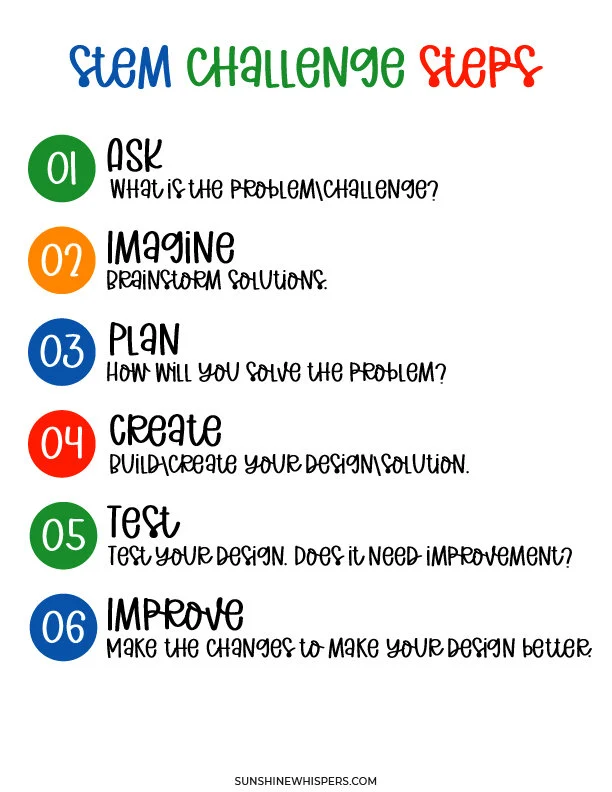 STEM CHALLENGE STEPS
01 ASK
WHAT IS THE PROBLEM\CHALLENGE?
02 IMAGINE
BRAINSTORM SOLUTIONS.
03 PLAN
HOW WILL YOU SOLVE THE PROBLEM?
04 CREATE
BUILD\CREATE YOUR DESIGN\SOLUTION.
05 TEST
TEST YOUR DESIGN. DOES IT NEED IMPROVEMENT?
06 IMPROVE
MAKE THE CHANGES TO MAKE YOUR DESIGN BETTER.
SUNSHINEWHISPERS.COM